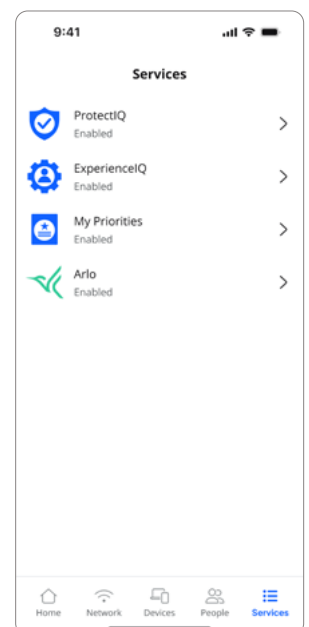 9:41
Services
ProtectIQ
Enabled
ExperienceIQ
Enabled
My Priorities
Enabled
Arlo
Enabled
Home Network Devices People Services